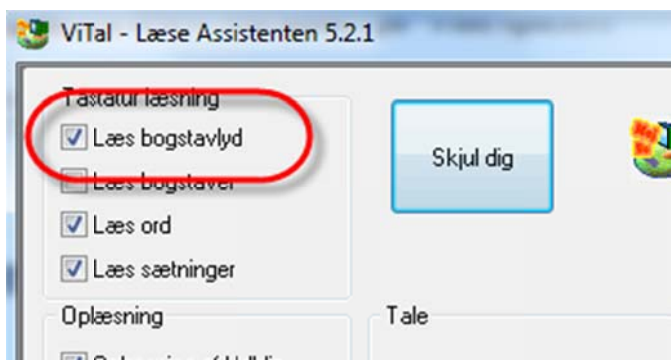 ViTal - Læse Assistenten 5.2.1
Tastatur læsning
Læs bogstavlyd
Skjul dig
Læs bogstaver
Læs ord
Læs sætninger
Oplæsning
Tale